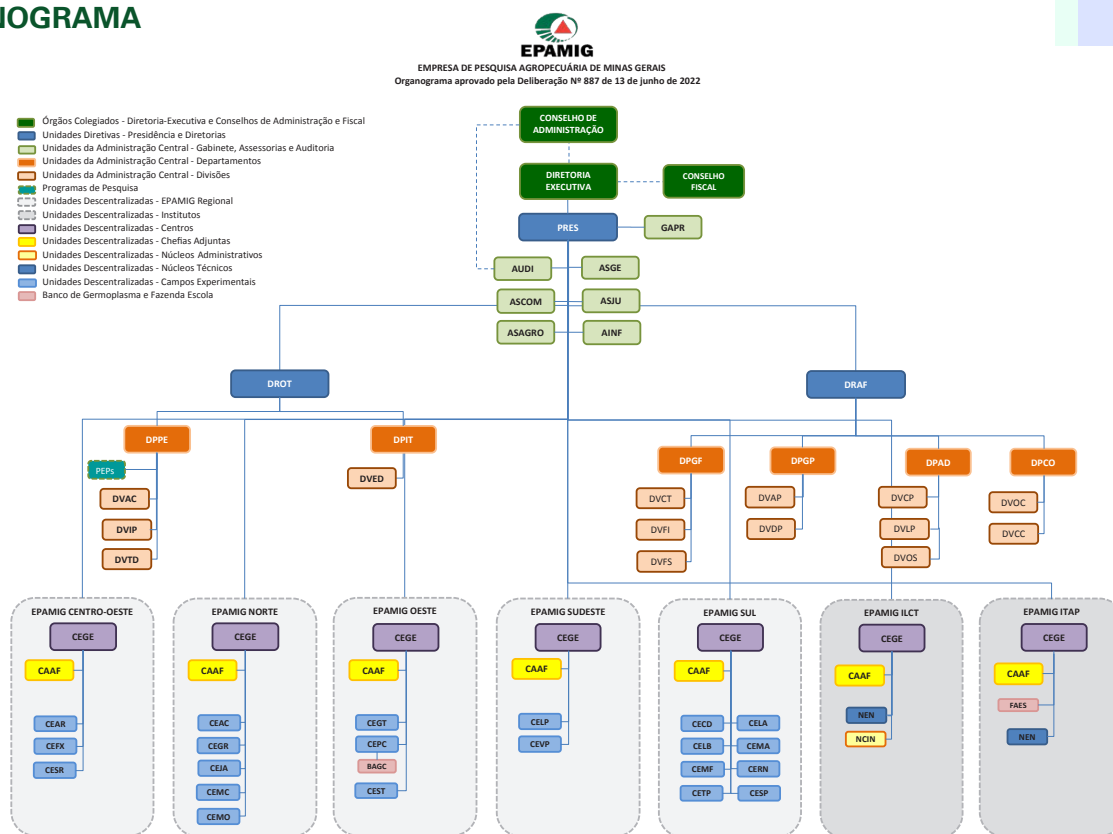 NOGRAMA
EPAMIG
EMPRESA DE PESQUISA AGROPECUÁRIA DE MINAS GERAIS
Organograma aprovado pela Deliberação Nº 887 de 13 de junho de 2022
Órgãos Colegiados - Diretoria-Executiva e Conselhos de Administração e Fiscal
Unidades Diretivas - Presidência e Diretorias
Unidades da Administração Central - Gabinete, Assessorias e Auditoria
Unidades da Administração Central - Departamentos
Unidades da Administração Central - Divisões
Programas de Pesquisa
Unidades Descentralizadas - EPAMIG Regional
Unidades Descentralizadas - Institutos
Unidades Descentralizadas - Centros
Unidades Descentralizadas - Chefias Adjuntas
Unidades Descentralizadas - Núcleos Administrativos
Unidades Descentralizadas - Núcleos Técnicos
Unidades Descentralizadas - Campos Experimentais
Banco de Germoplasma e Fazenda Escola
CONSELHO DE
ADMINISTRAÇÃO
DIRETORIA
EXECUTIVA
CONSELHO
FISCAL
PRES
GAPR
AUDI
ASGE
ASCOM
ASJU
ASAGRO
AINF
DROT
DRAF
DPPE
PEPs
DVAC
DVIP
DVTD
DPIT
DVED
DPGF
DVCT
DVFI
DVFS
DPGP
DVAP
DVDP
DPAD
DVCP
DVLP
DVOS
DPCO
DVOC
DVCC
EPAMIG CENTRO-OESTE
CEGE
CAAF
CEAR
CEFX
CESR
EPAMIG NORTE
CEGE
CAAF
CEAC
CEGR
CEJA
CEMC
CEMO
EPAMIG OESTE
CEGE
CAAF
CEGT
CEPC
BAGC
CEST
EPAMIG SUDESTE
CEGE
CAAF
CELP
CEVP
EPAMIG SUL
CEGE
CAAF
CECD
CELA
CELB
CEMA
CEMF
CERN
CETP
CESP
EPAMIG ILCT
CEGE
CAAF
NEN
NCIN
EPAMIG ITAP
CEGE
CAAF
FAES
NEN